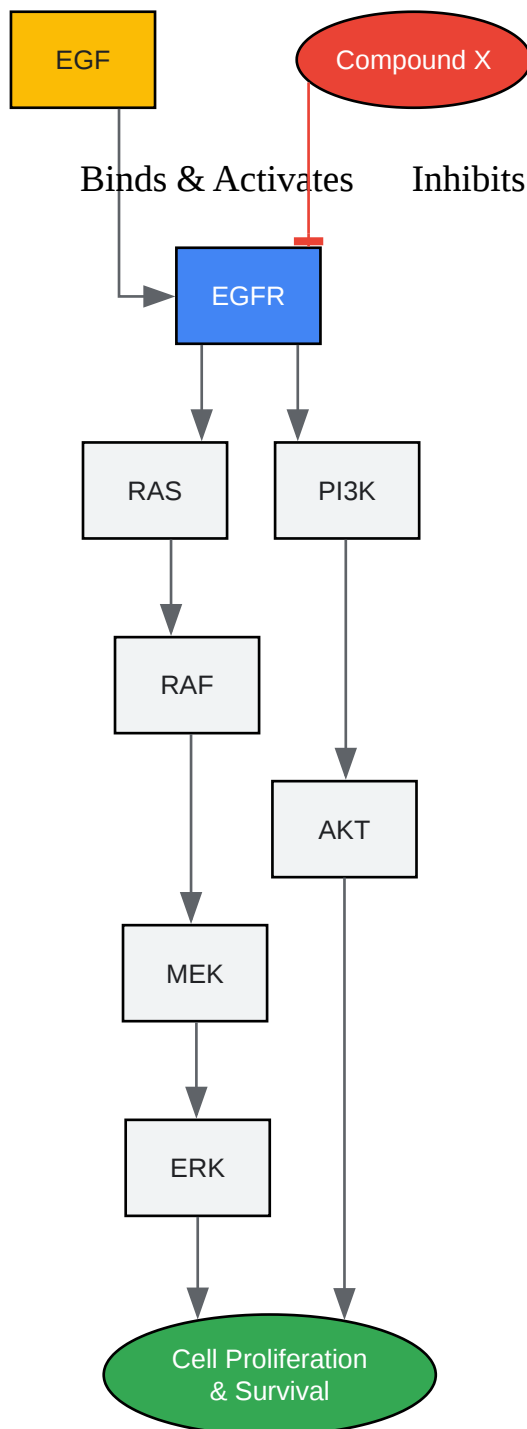 EGF
Compound X
Binds & Activates
Inhibits
EGFR
RAS
PI3K
RAF
AKT
MEK
ERK
Cell Proliferation
& Survival